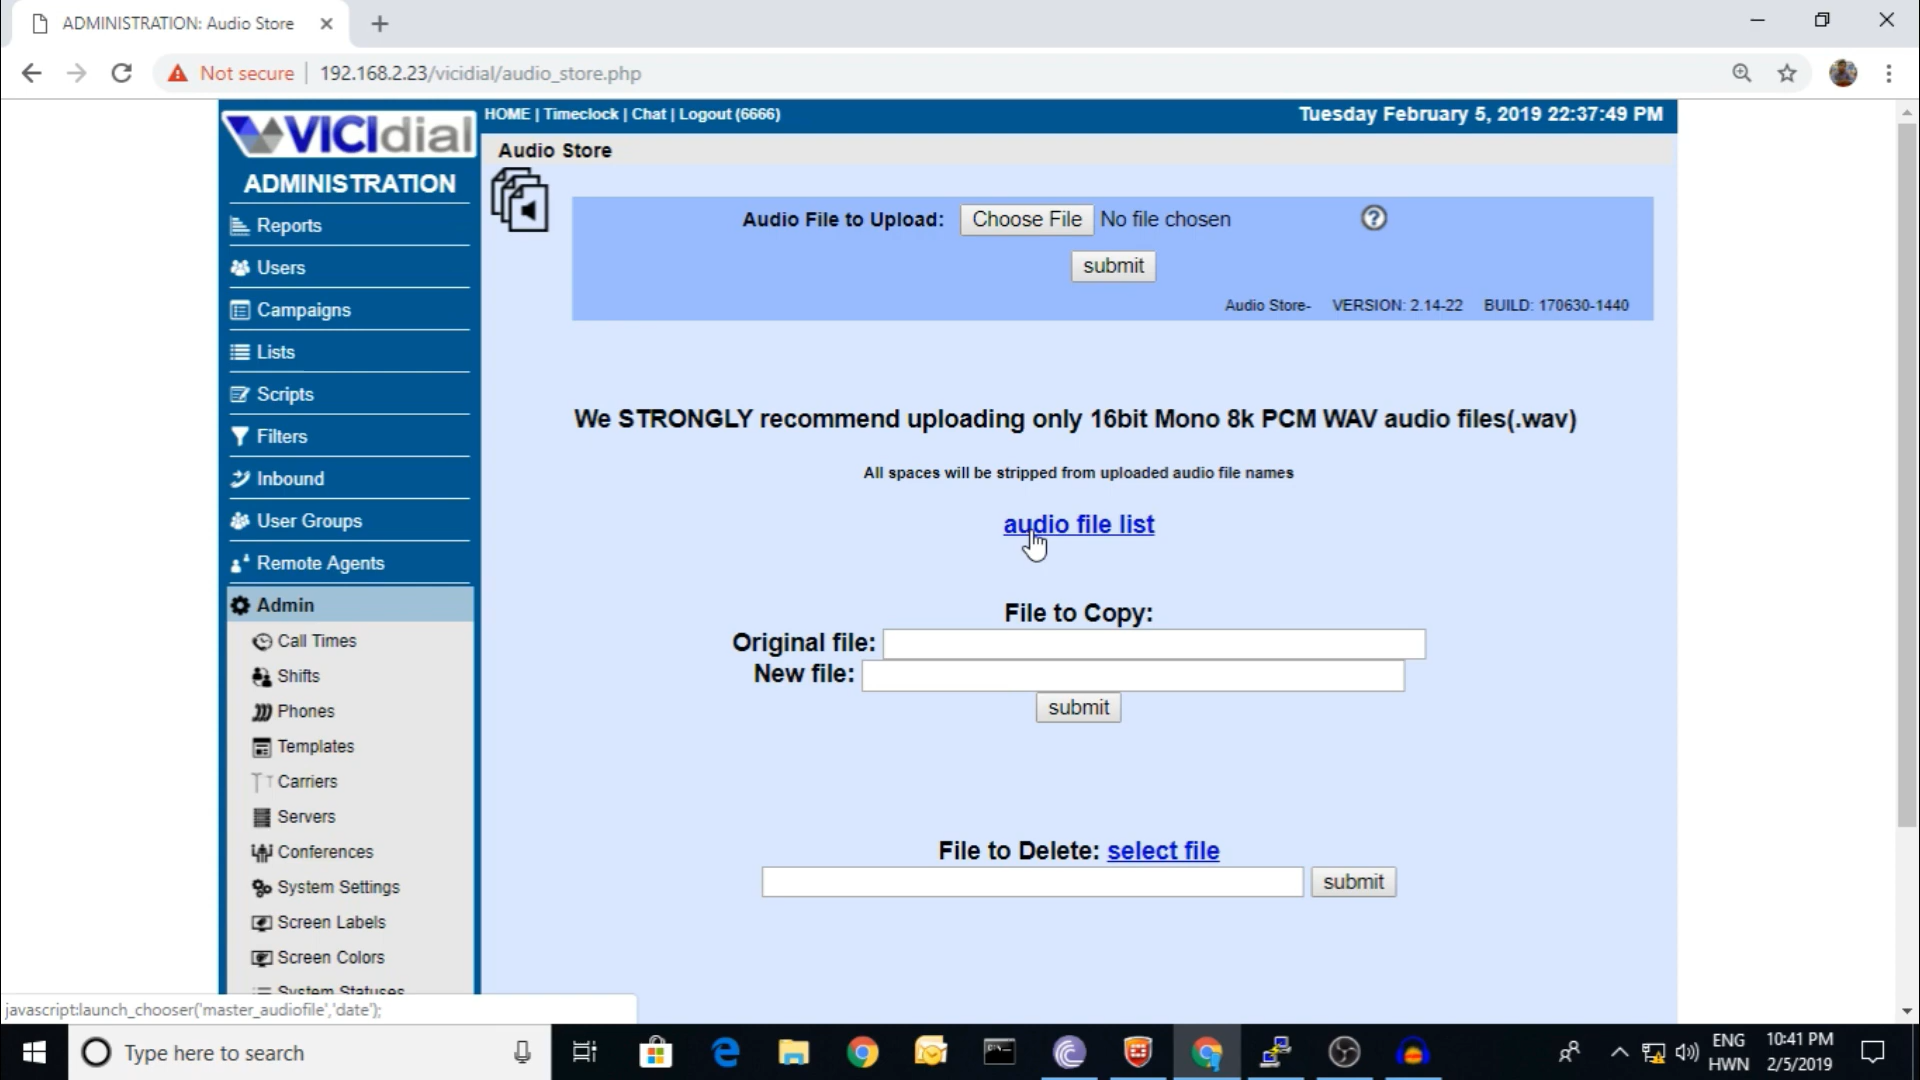 ADMINISTRATION: Audio Store
Not secure | 192.168.2.23/vicidial/audio_store.php
VICIdial
HOME | Timeclock | Chat | Logout (6666)
Tuesday February 5, 2019 22:37:49 PM
ADMINISTRATION
Reports
Users
Campaigns
Lists
Scripts
Filters
Inbound
User Groups
Remote Agents
Admin
Call Times
Shifts
Phones
Templates
Carriers
Servers
Conferences
System Settings
Screen Labels
Screen Colors
System Statuses
Audio Store
Audio File to Upload: Choose File No file chosen
submit
Audio Store- VERSION: 2.14-22 BUILD: 170630-1440
We STRONGLY recommend uploading only 16bit Mono 8k PCM WAV audio files(.wav)
All spaces will be stripped from uploaded audio file names
audio file list
File to Copy:
Original file:
New file:
submit
File to Delete: select file
submit
javascript:launch_chooser('master_audiofile','date');
Type here to search
ENG
HWN
10:41 PM
2/5/2019